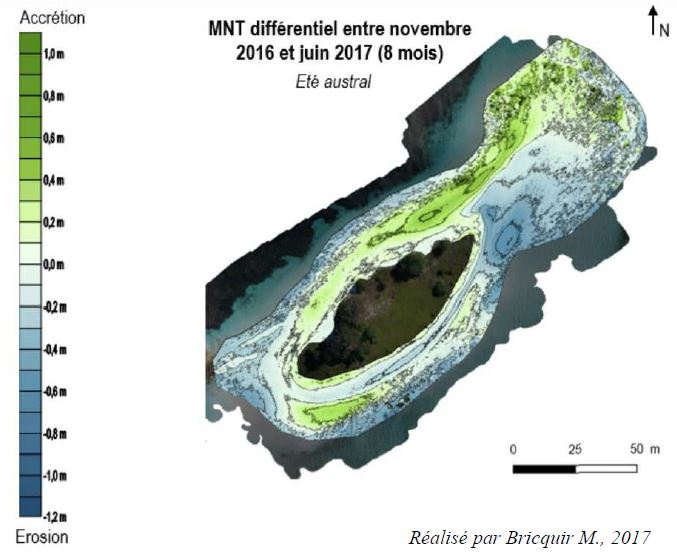 Accrétion
MNT différentiel entre novembre
2016 et juin 2017 (8 mois)
Eté austral
N
1,0 m
0,8 m
0,6 m
0,4 m
0,2 m
0,0 m
-0,2 m
-0,4 m
-0,6 m
-0,8 m
-1,0 m
-1,2 m
Erosion
0 25 50 m
Réalisé par Bricquir M., 2017